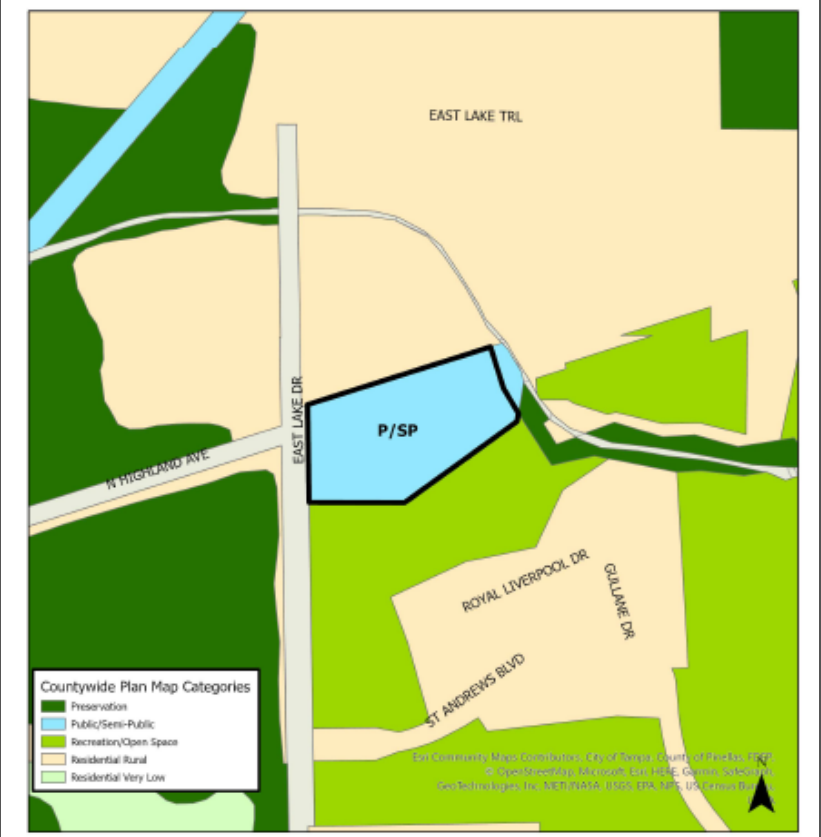 EAST LAKE TRL
EAST LAKE DR
P/SP
N HIGHLAND AVE
ROYAL LIVERPOOL DR
GULLANE DR
ST ANDREWS BLVD
Countywide Plan Map Categories
Preservation
Public/Semi-Public
Recreation/Open Space
Residential Rural
Residential Very Low
Esri Community Maps Contributors, City of Tampa, County of Pinellas, FDEP,
© OpenStreetMap, Microsoft, Esri, HERE, Garmin, SafeGraph,
GeoTechnologies, Inc, METI/NASA, USGS, EPA, NPS, US Census Bureau,
N